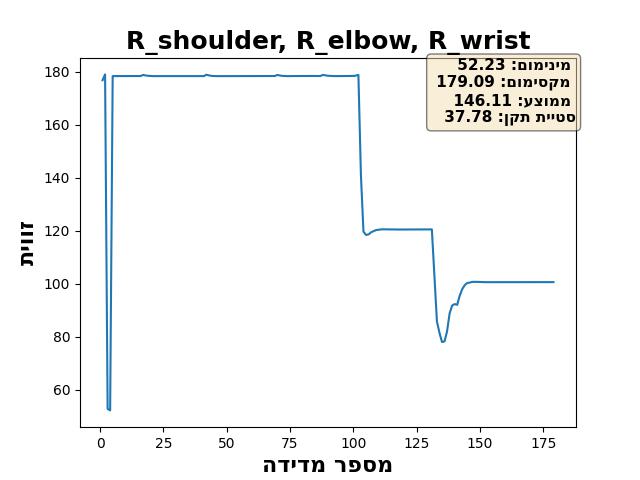 R_shoulder, R_elbow, R_wrist
מינימום: 52.23
מקסימום: 179.09
ממוצע: 146.11
סטיית תקן: 37.78
זווית
180
160
140
120
100
80
60
0 25 50 75 100 125 150 175
מספר מדידה